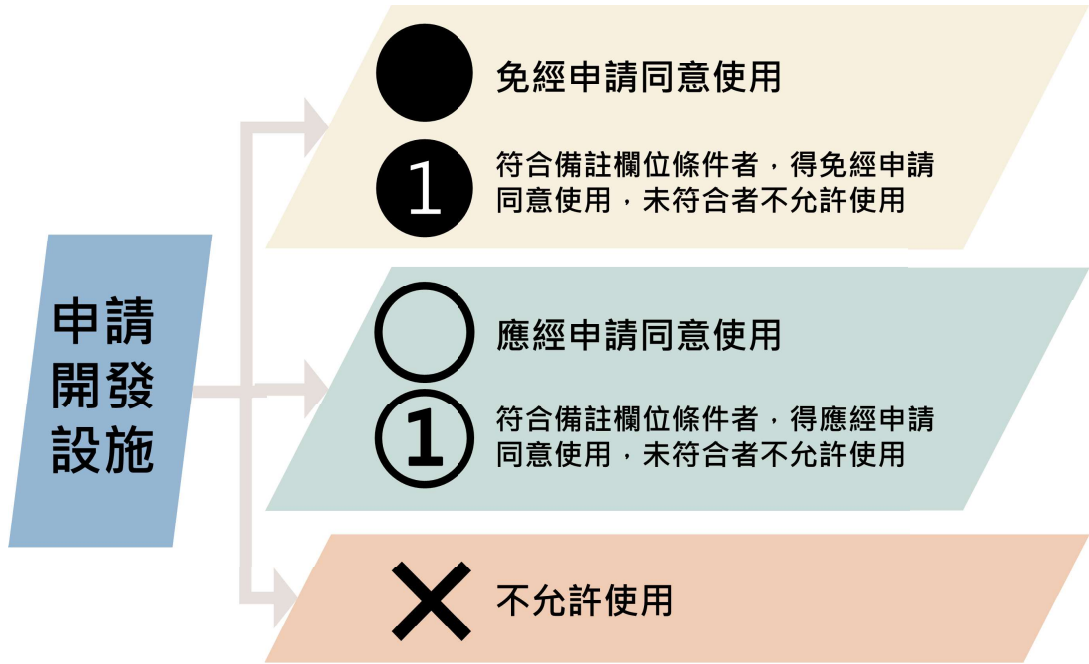 申請
開發
設施
免經申請同意使用
1
符合備註欄位條件者，得免經申請
同意使用，未符合者不允許使用
應經申請同意使用
1
符合備註欄位條件者，得應經申請
同意使用，未符合者不允許使用
不允許使用